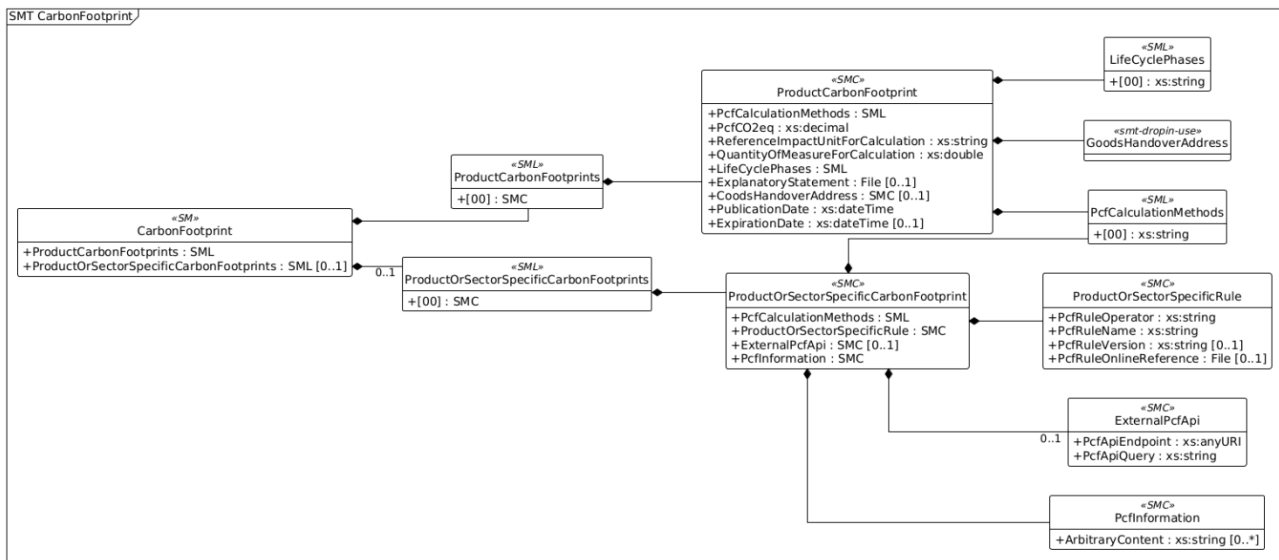 SMT CarbonFootprint
«SML»
LifeCyclePhases
+[00] : xs:string
«SMC»
ProductCarbonFootprint
+PcfCalculationMethods : SML
+PcfCO2eq : xs:decimal
+ReferenceImpactUnitForCalculation : xs:string
+QuantityOfMeasureForCalculation : xs:double
+LifeCyclePhases : SML
+ExplanatoryStatement : File [0..1]
+CoodsHandoverAddress : SMC [0..1]
+PublicationDate : xs:dateTime
+ExpirationDate : xs:dateTime [0..1]
«smt-dropin-use»
GoodsHandoverAddress
«SML»
ProductCarbonFootprints
+[00] : SMC
«SML»
PcfCalculationMethods
+[00] : xs:string
«SM»
CarbonFootprint
+ProductCarbonFootprints : SML
+ProductOrSectorSpecificCarbonFootprints : SML [0..1]
0..1
«SML»
ProductOrSectorSpecificCarbonFootprints
+[00] : SMC
«SMC»
ProductOrSectorSpecificCarbonFootprint
+PcfCalculationMethods : SML
+ProductOrSectorSpecificRule : SMC
+ExternalPcfApi : SMC [0..1]
+PcfInformation : SMC
«SMC»
ProductOrSectorSpecificRule
+PcfRuleOperator : xs:string
+PcfRuleName : xs:string
+PcfRuleVersion : xs:string [0..1]
+PcfRuleOnlineReference : File [0..1]
0..1
«SMC»
ExternalPcfApi
+PcfApiEndpoint : xs:anyURI
+PcfApiQuery : xs:string
«SMC»
PcfInformation
+ArbitraryContent : xs:string [0..*]